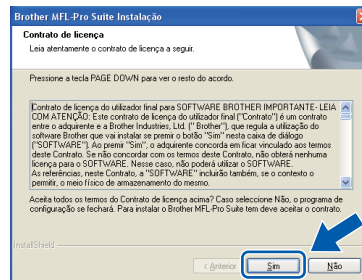 Brother MFL-Pro Suite Instalação
Contrato de licença
Leia atentamente o contrato de licença a seguir.
Pressione a tecla PAGE DOWN para ver o resto do acordo.
Contrato de licença do utilizador final para SOFTWARE BROTHER IMPORTANTE- LEIA
COM ATENÇÃO: Este contrato de licença do utilizador final ("Contrato") é um contrato
entre o adquirente e a Brother Industries, Ltd. (" Brother"), que regula a utilização do
software Brother que vai instalar se premir o botão "Sim" nesta caixa de diálogo
("SOFTWARE"). Ao premir "Sim", o adquirente concorda em ficar vinculado aos termos
deste Contrato. Se não concordar com os termos deste Contrato, não obterá nenhuma
licença para o SOFTWARE. Nesse caso, não poderá utilizar o SOFTWARE.
As referências, neste Contrato, a "SOFTWARE" incluirão também, se o contexto o
permitir, o meio físico de armazenamento do mesmo.
Aceita todos os termos do Contrato de licença acima? Caso seleccione Não, o programa de
configuração se fechará. Para instalar o Brother MFL-Pro Suite tem deve aceitar o contrato.
InstallShield
< Anterior
Sim
Não